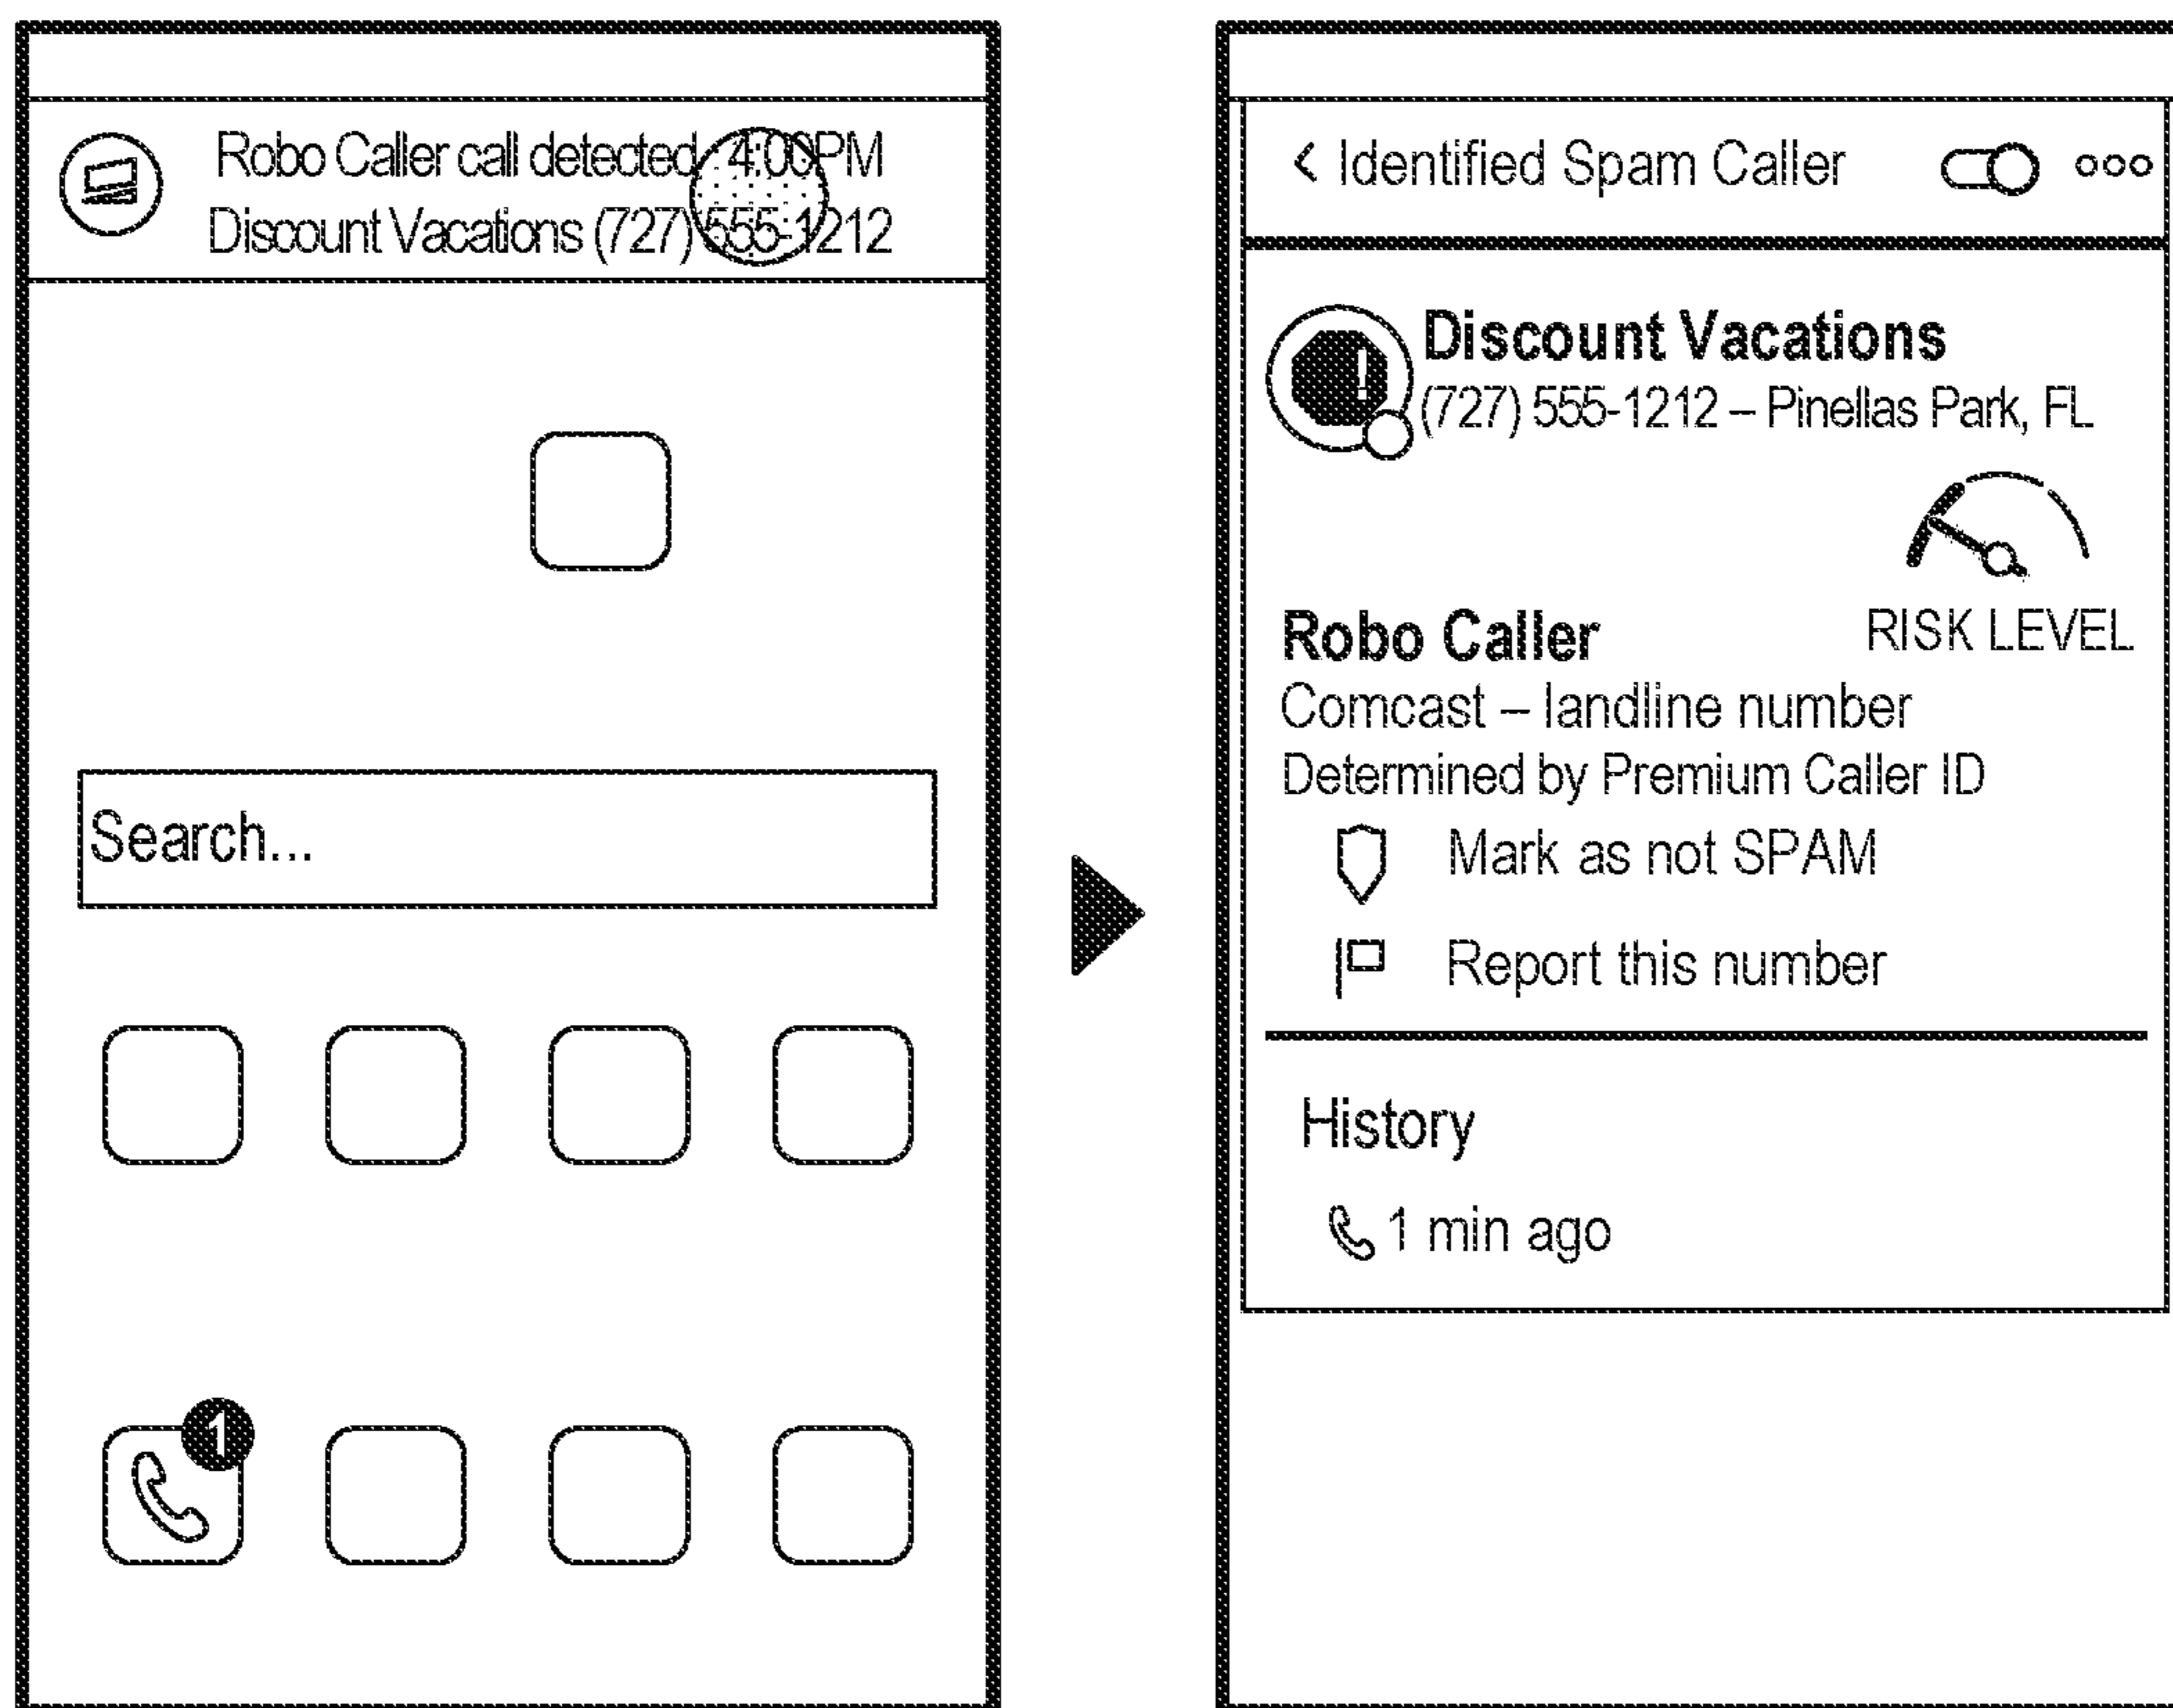 Robo Caller call detected 4:00PM
Discount Vacations (727) 555-1212
Search...
1
< Identified Spam Caller
!
Discount Vacations
(727) 555-1212 – Pinellas Park, FL
RISK LEVEL
Robo Caller
Comcast – landline number
Determined by Premium Caller ID
Mark as not SPAM
Report this number
History
1 min ago